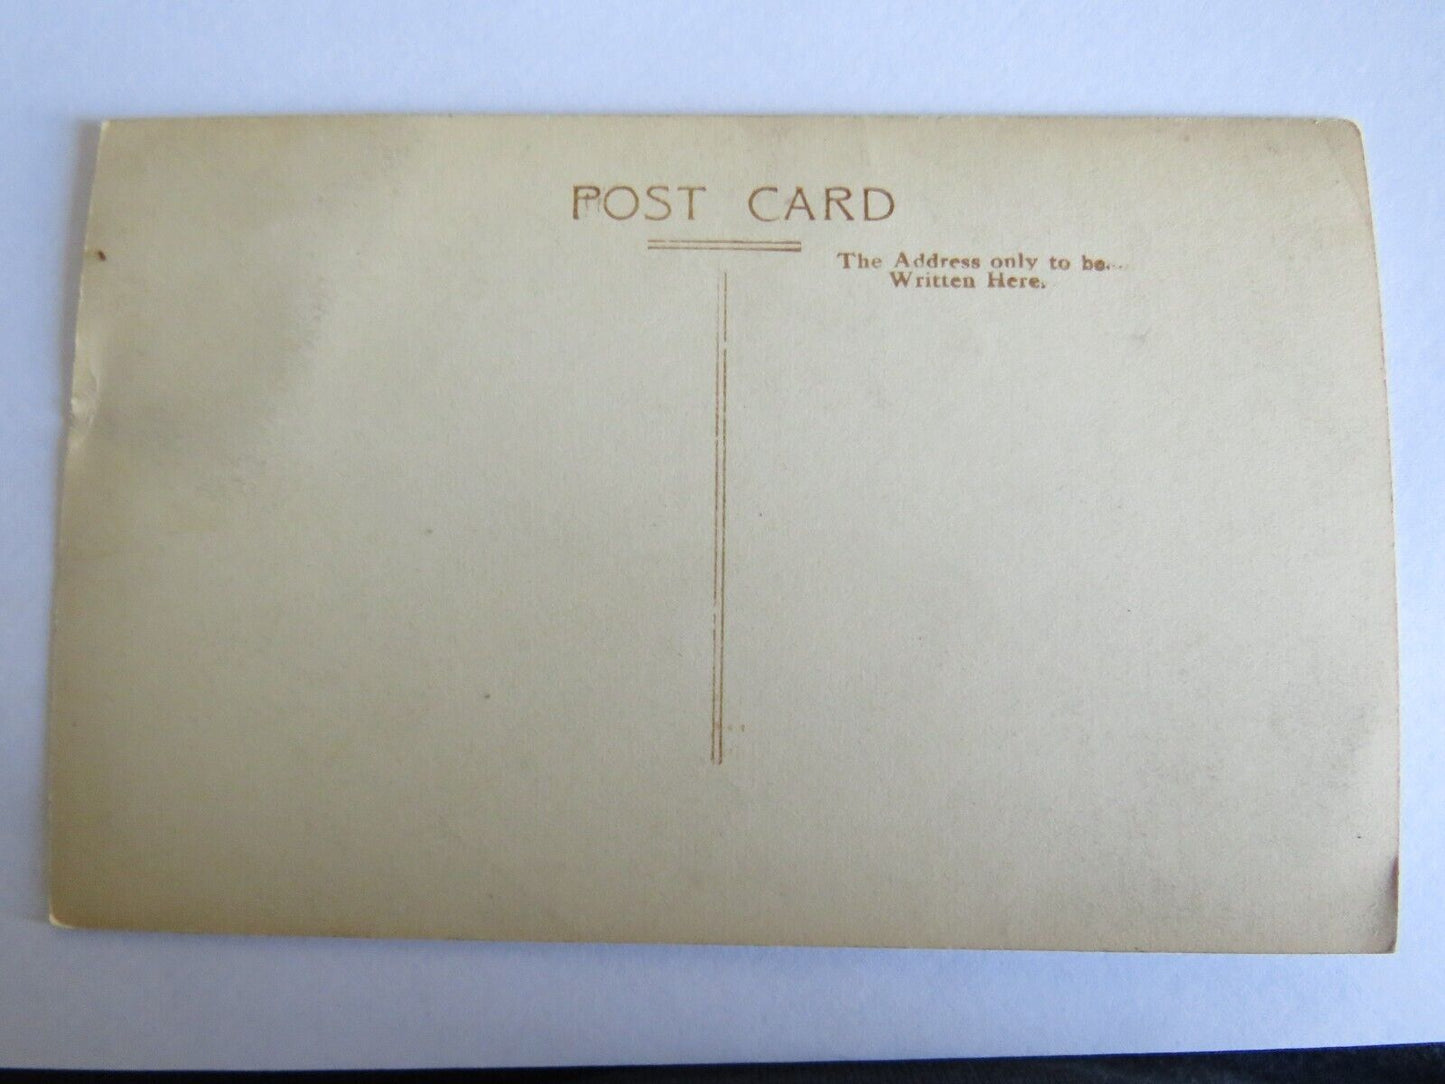 POST CARD
The Address only to be
Written Here.